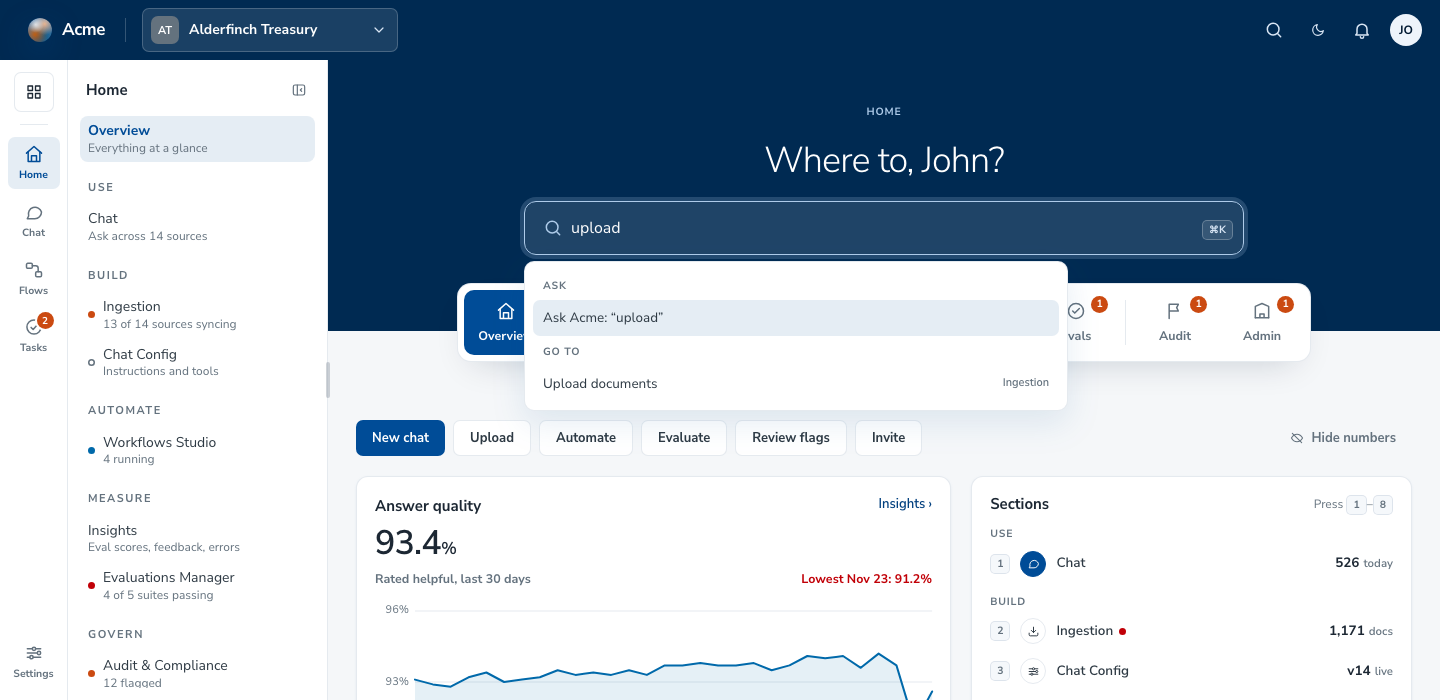 Acme
AT
Alderfinch Treasury
JO
Home
Chat
Flows
2
Tasks
Settings
Home
Overview
Everything at a glance
USE
Chat
Ask across 14 sources
BUILD
Ingestion
13 of 14 sources syncing
Chat Config
Instructions and tools
AUTOMATE
Workflows Studio
4 running
MEASURE
Insights
Eval scores, feedback, errors
Evaluations Manager
4 of 5 suites passing
GOVERN
Audit & Compliance
12 flagged
HOME
Where to, John?
upload
⌘K
ASK
Ask Acme: “upload”
GO TO
Upload documents
Ingestion
Overview
1
vals
1
Audit
1
Admin
New chat
Upload
Automate
Evaluate
Review flags
Invite
Hide numbers
Answer quality
Insights ›
93.4%
Rated helpful, last 30 days
Lowest Nov 23: 91.2%
96%
93%
Sections
Press 1–8
USE
1
Chat
526 today
BUILD
2
Ingestion
1,171 docs
3
Chat Config
v14 live